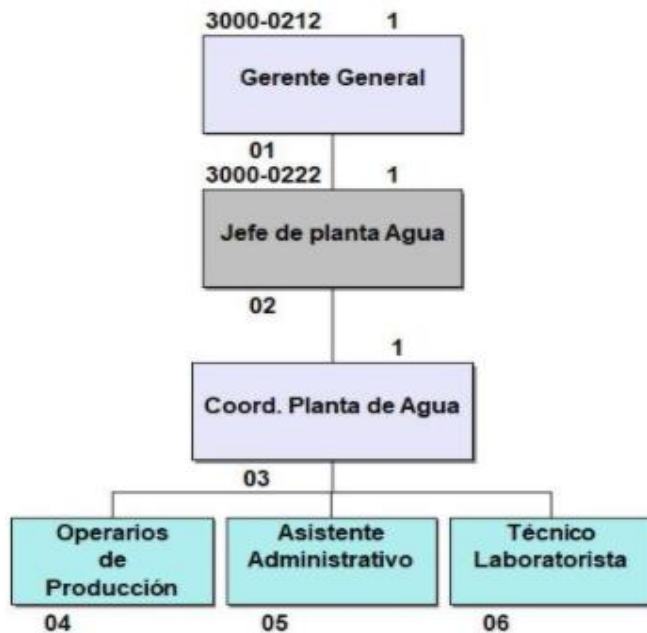 3000-0212 1
Gerente General
01
3000-0222 1
Jefe de planta Agua
02
1
Coord. Planta de Agua
03
Operarios
de
Producción
04
Asistente
Administrativo
05
Técnico
Laboratorista
06